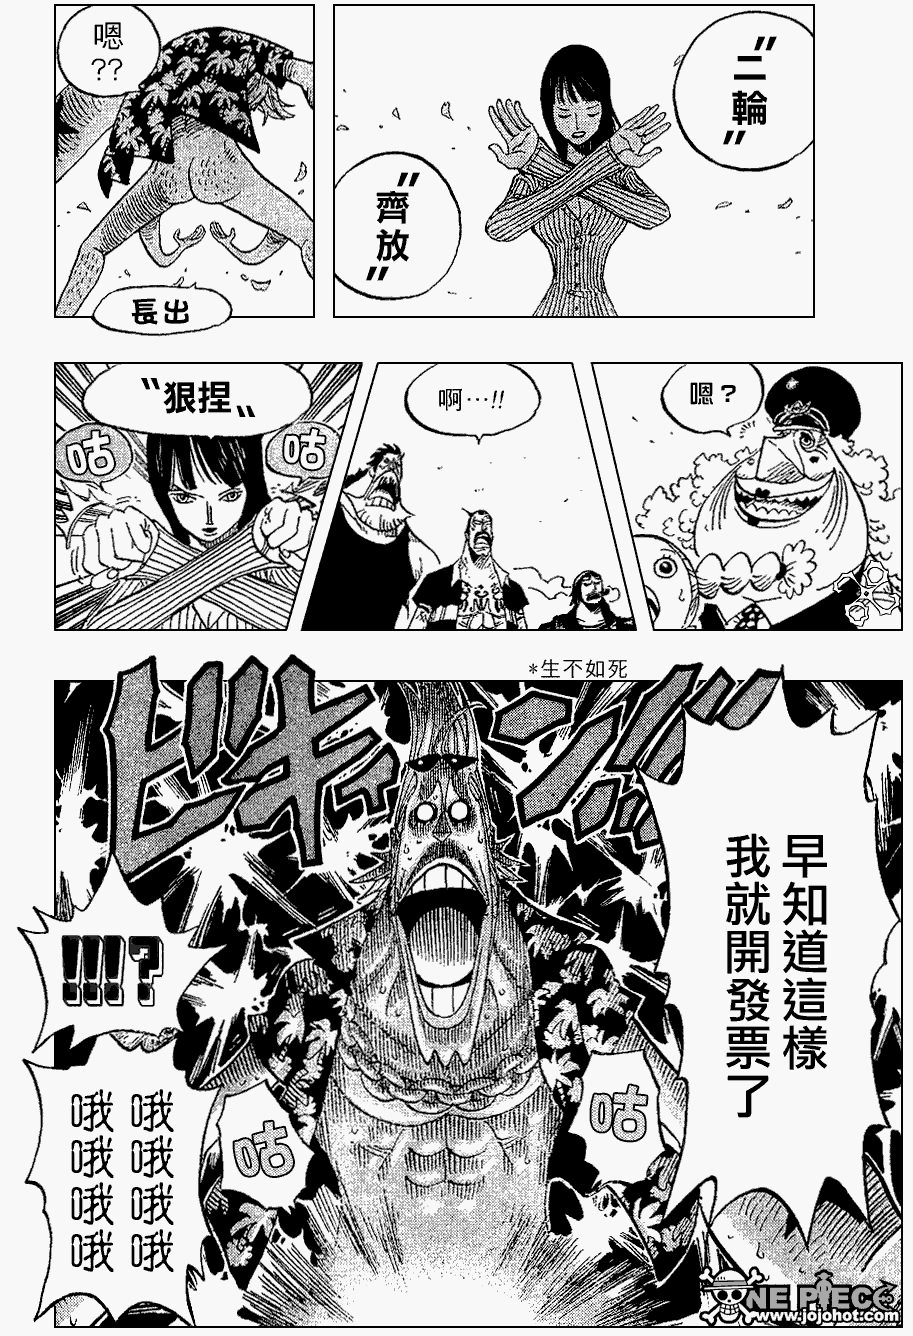 〃二輪〃
〃齊放〃
嗯
??
長出
嗯?
啊…!!
〃狠捏〃
咕
咕
*生不如死
ビキィンッ!!
早知道這樣
我就開發票了
!!!?
咕
咕
哦哦哦哦
哦哦哦哦
ONE PIECE
www.jojohot.com